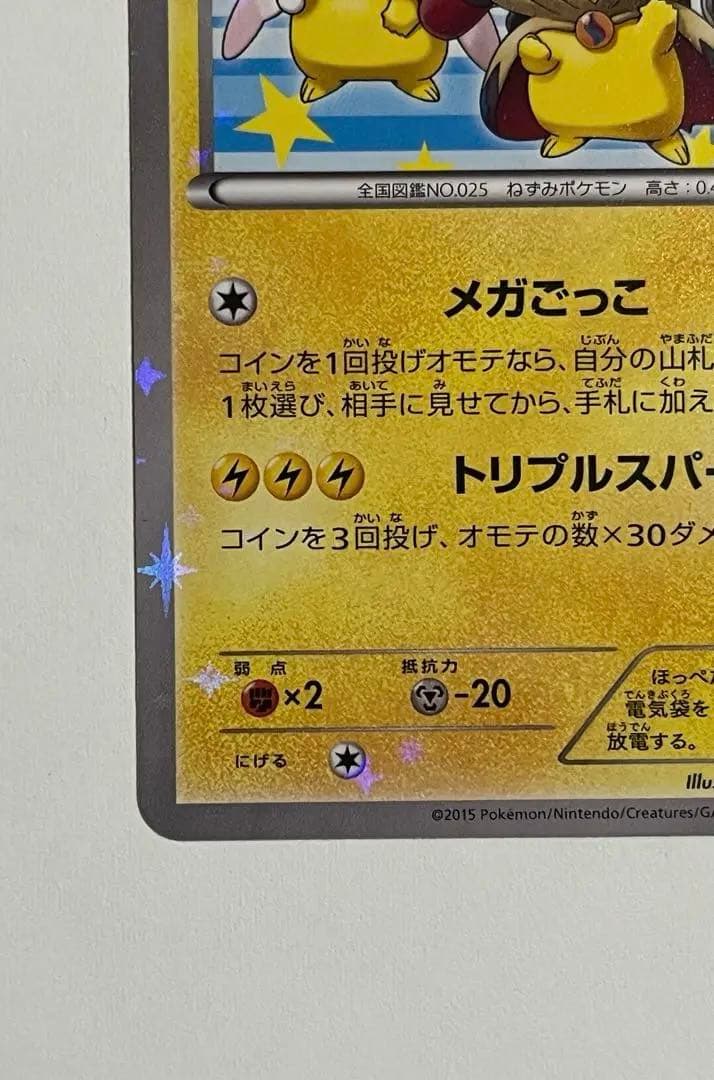 全国図鑑NO.025 ねずみポケモン 高さ：0.4
メガごっこ
コインを1回投げオモテなら、自分の山札
1枚選び、相手に見せてから、手札に加え
トリプルスパー
コインを3回投げ、オモテの数×30ダメ
弱点 抵抗力
×2 -20
ほっぺた
電気袋を
放電する。
にげる
Illus
©2015 Pokémon/Nintendo/Creatures/GA